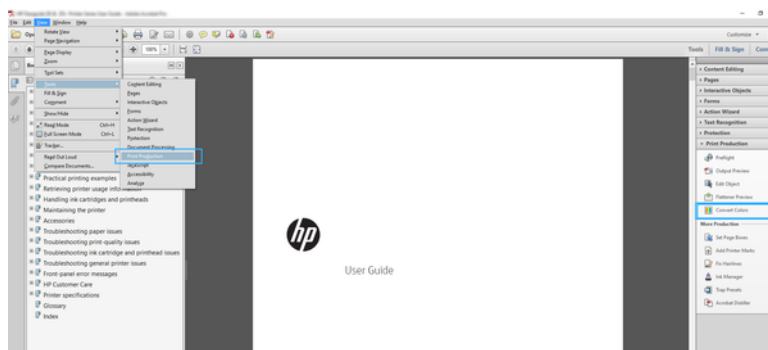 File Edit View Window Help
Customize
100%
Tools Fill & Sign
Rotate View
Page Navigation
Page Display
Zoom
Tool Sets
Tools
Fill & Sign
Comment
Show/Hide
Read Mode Ctrl+H
Full Screen Mode Ctrl+L
Tracker...
Read Out Loud
Compare Documents...
Content Editing
Pages
Interactive Objects
Forms
Action Wizard
Text Recognition
Protection
Document Processing
Print Production
JavaScript
Accessibility
Analyze
Practical printing examples
Retrieving printer usage information
Handling ink cartridges and printheads
Maintaining the printer
Accessories
Troubleshooting paper issues
Troubleshooting print-quality issues
Troubleshooting ink cartridge and printhead issues
Troubleshooting general printer issues
Front-panel error messages
HP Customer Care
Printer specifications
Glossary
Index
hp
User Guide
Content Editing
Pages
Interactive Objects
Forms
Action Wizard
Text Recognition
Protection
Print Production
Preflight
Output Preview
Edit Object
Flattener Preview
Convert Colors
More Production
Set Page Boxes
Add Printer Marks
Fix Hairlines
Ink Manager
Trap Presets
Acrobat Distiller